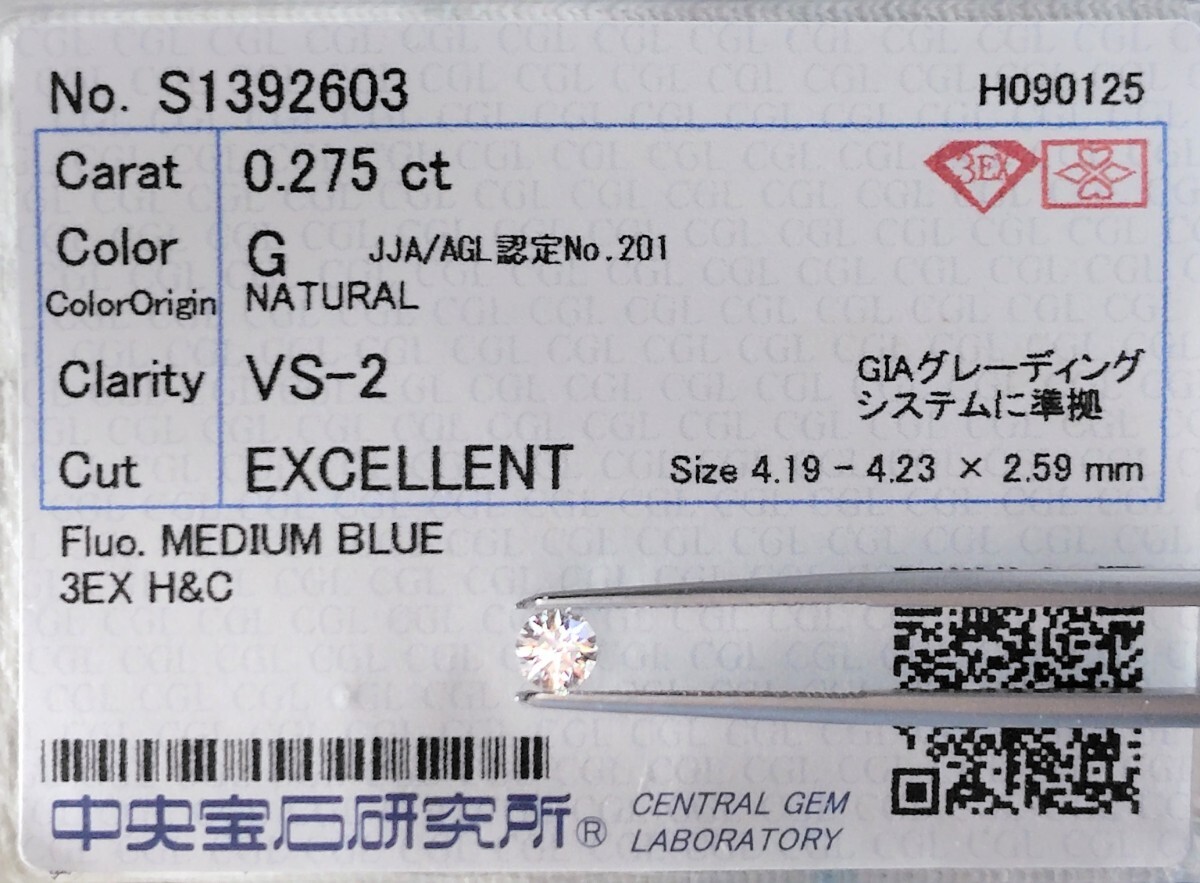 No. S1392603 H090125
Carat 0.275 ct 3EX
Color G JJA/AGL認定No.201
ColorOrigin NATURAL
Clarity VS-2 GIAグレーディング
システムに準拠
Cut EXCELLENT Size 4.19 - 4.23 × 2.59 mm
Fluo. MEDIUM BLUE
3EX H&C
中央宝石研究所® CENTRAL GEM
LABORATORY